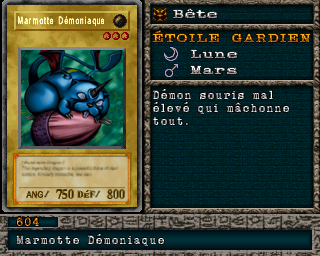 Marmotte Démoniaque
ANG/ 750 DÉF/ 800
Bête
ÉTOILE GARDIEN
Lune
Mars
Démon souris mal
élevé qui mâchonne
tout.
604
Marmotte Démoniaque